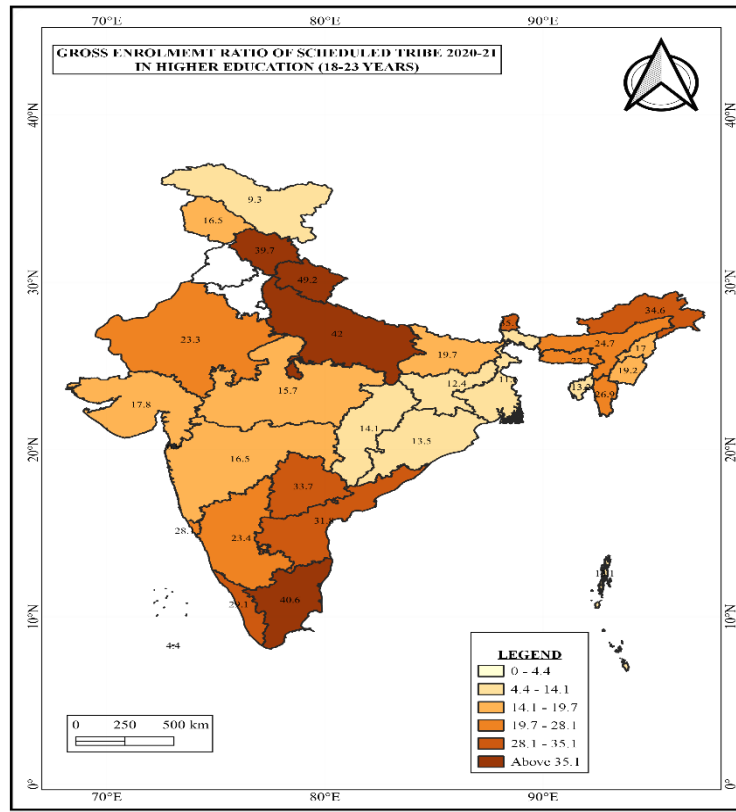 70°E 80°E 90°E
GROSS ENROLMEMT RATIO OF SCHEDULED TRIBE 2020-21
IN HIGHER EDUCATION (18-23 YEARS)
40°N 40°N
9.3
16.5
39.7
30°N 30°N
49.2
34.6
42
23.3
24.7
19.7
17
22.1
19.2
15.7
12.4
26.9
17.8
14.1
13.5
20°N 20°N
16.5
33.7
31.8
28.1
23.4
40.6
29.1
10°N 10°N
4.4
LEGEND
0 - 4.4
4.4 - 14.1
14.1 - 19.7
19.7 - 28.1
28.1 - 35.1
Above 35.1
0 250 500 km
0° 0°
70°E 80°E 90°E